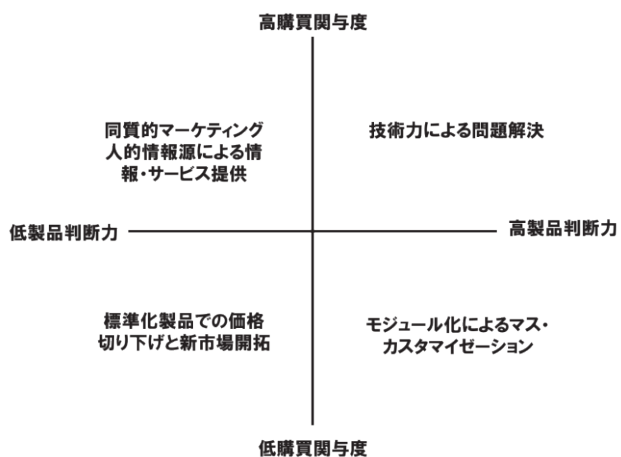 高購買関与度
同質的マーケティング
人的情報源による情
報・サービス提供
技術力による問題解決
低製品判断力
高製品判断力
標準化製品での価格
切り下げと新市場開拓
モジュール化によるマス・
カスタマイゼーション
低購買関与度